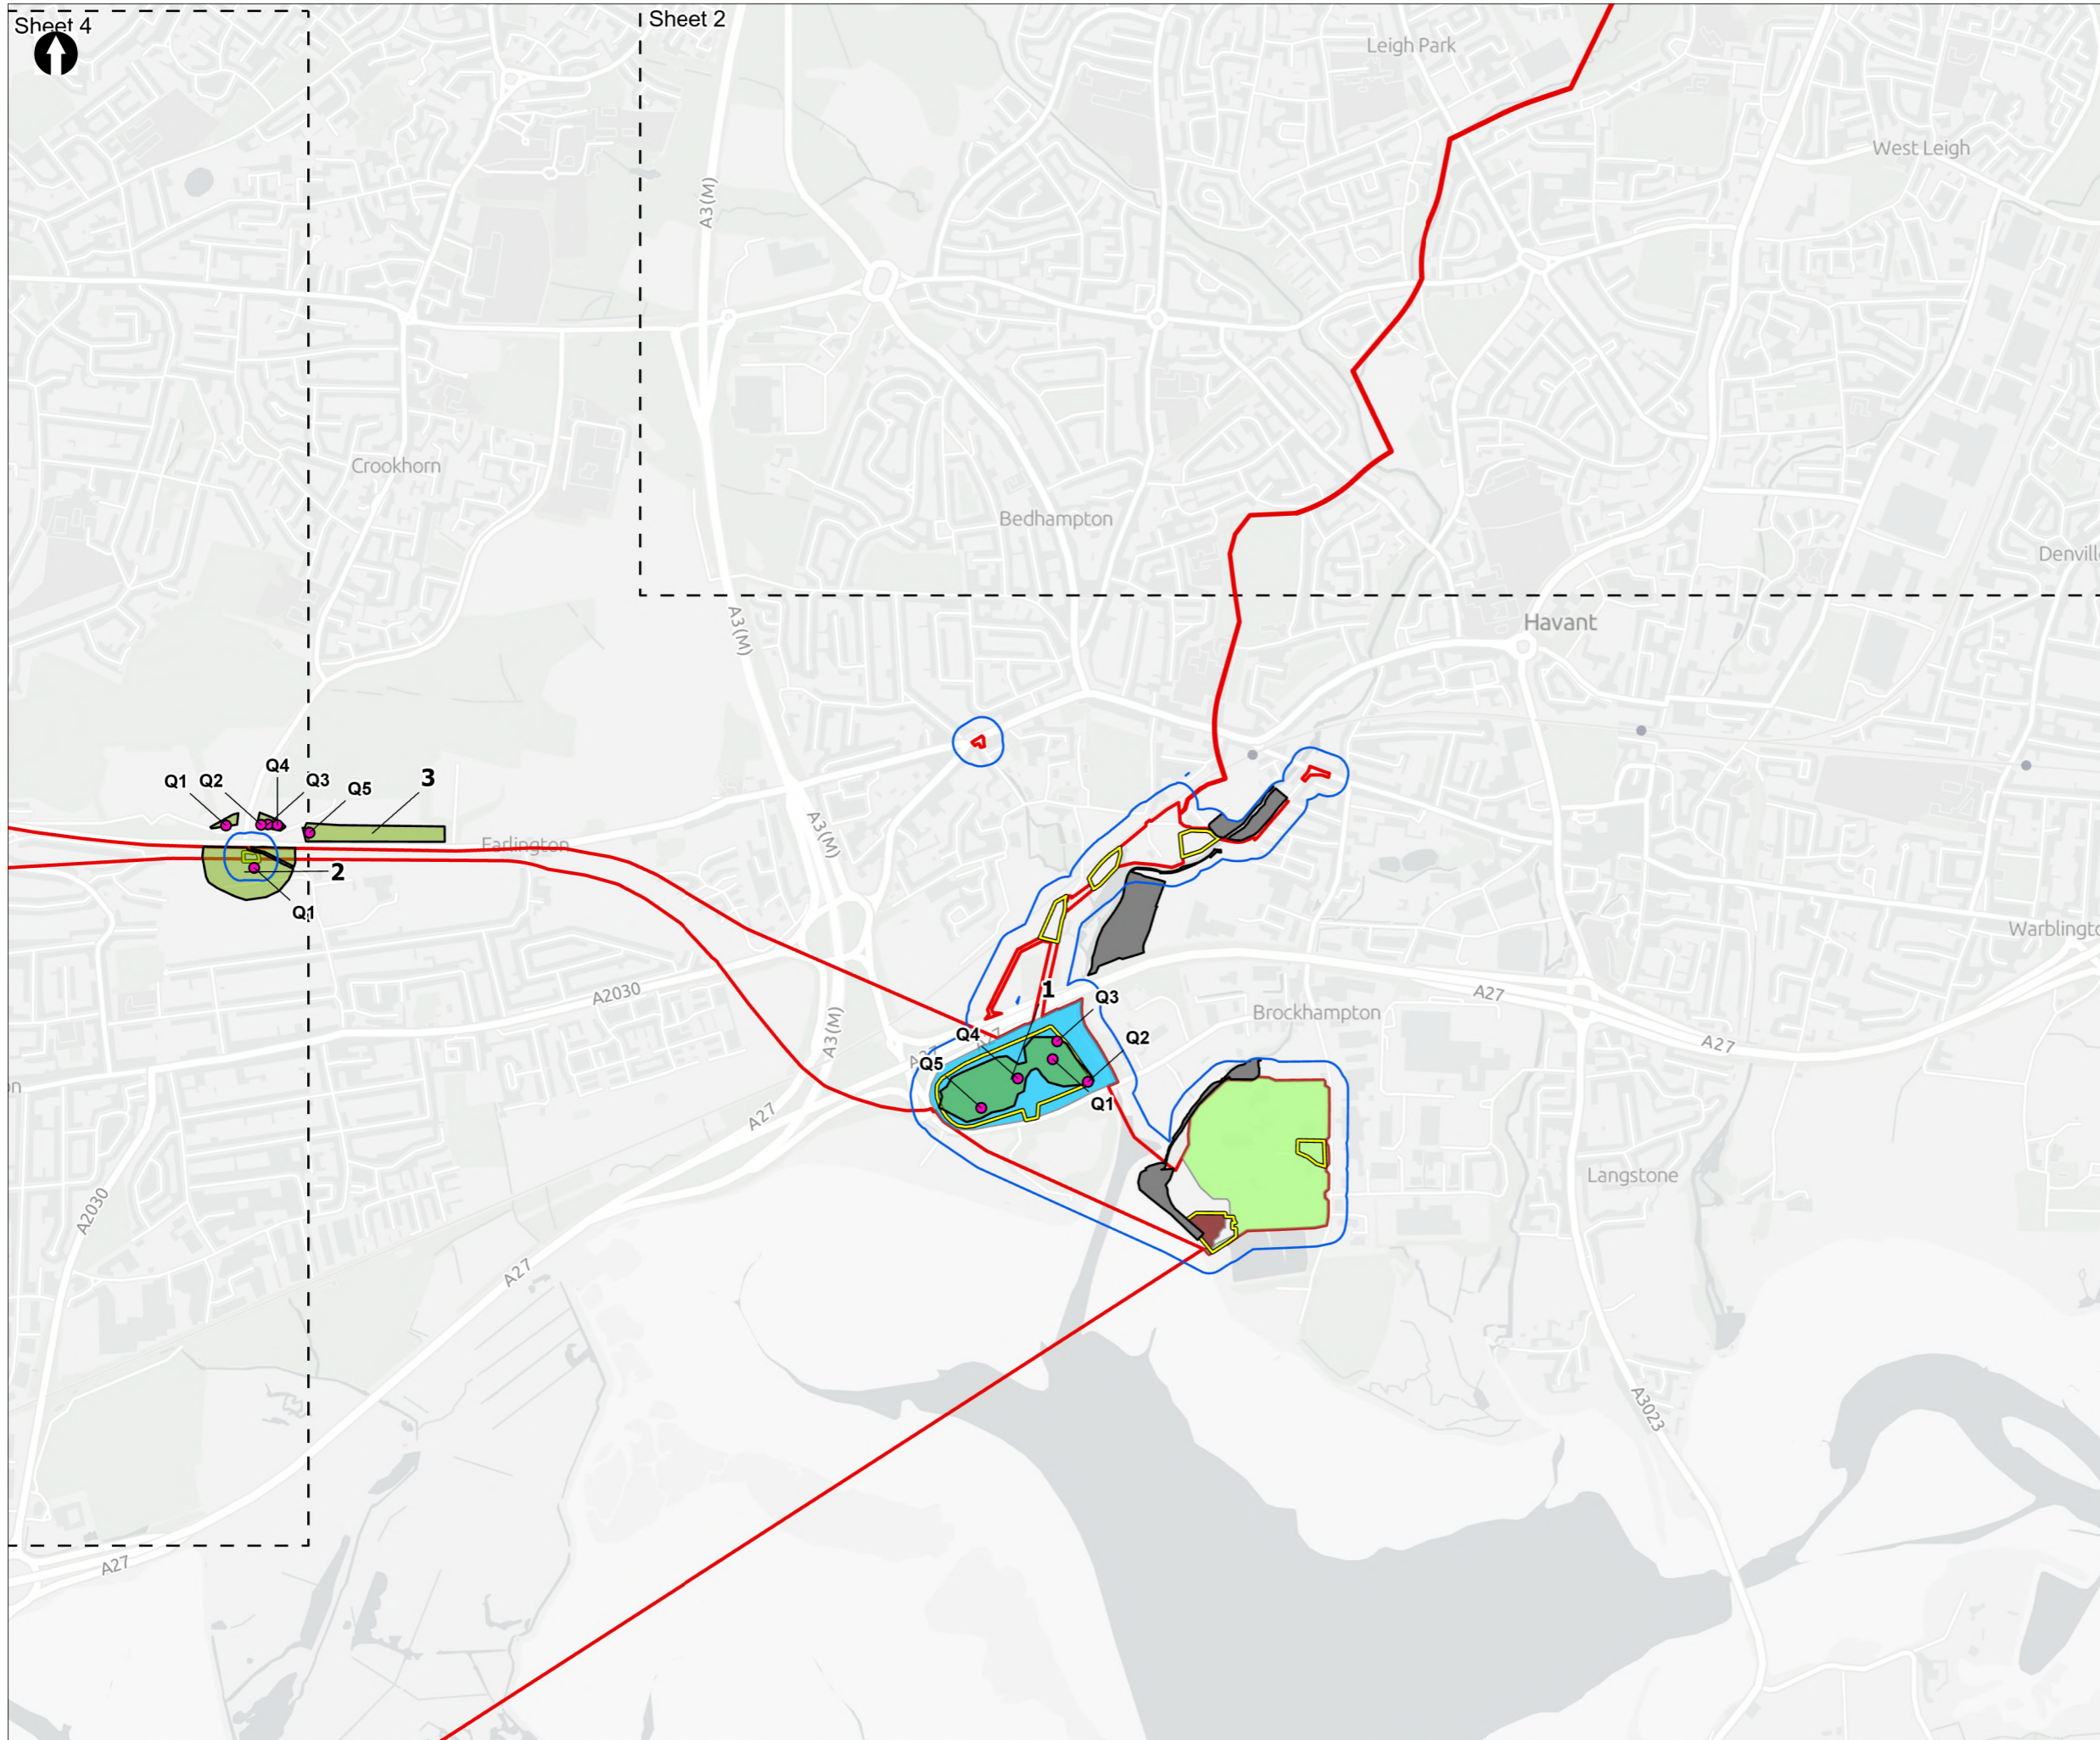 Sheet 4
Sheet 2
Leigh Park
West Leigh
A3(M)
Crookhorn
Bedhampton
Denvill
A3(M)
Havant
Q4
Q1
Q2
Q3
Q5
3
A3(M)
Farlington
2
Q1
Warblingto
A2030
1
Q3
A27
Brockhampton
A3(M)
Q4
A27
Q2
A27
A27
Q5
Q1
A27
Langstone
A2030
A27
A3023
A27